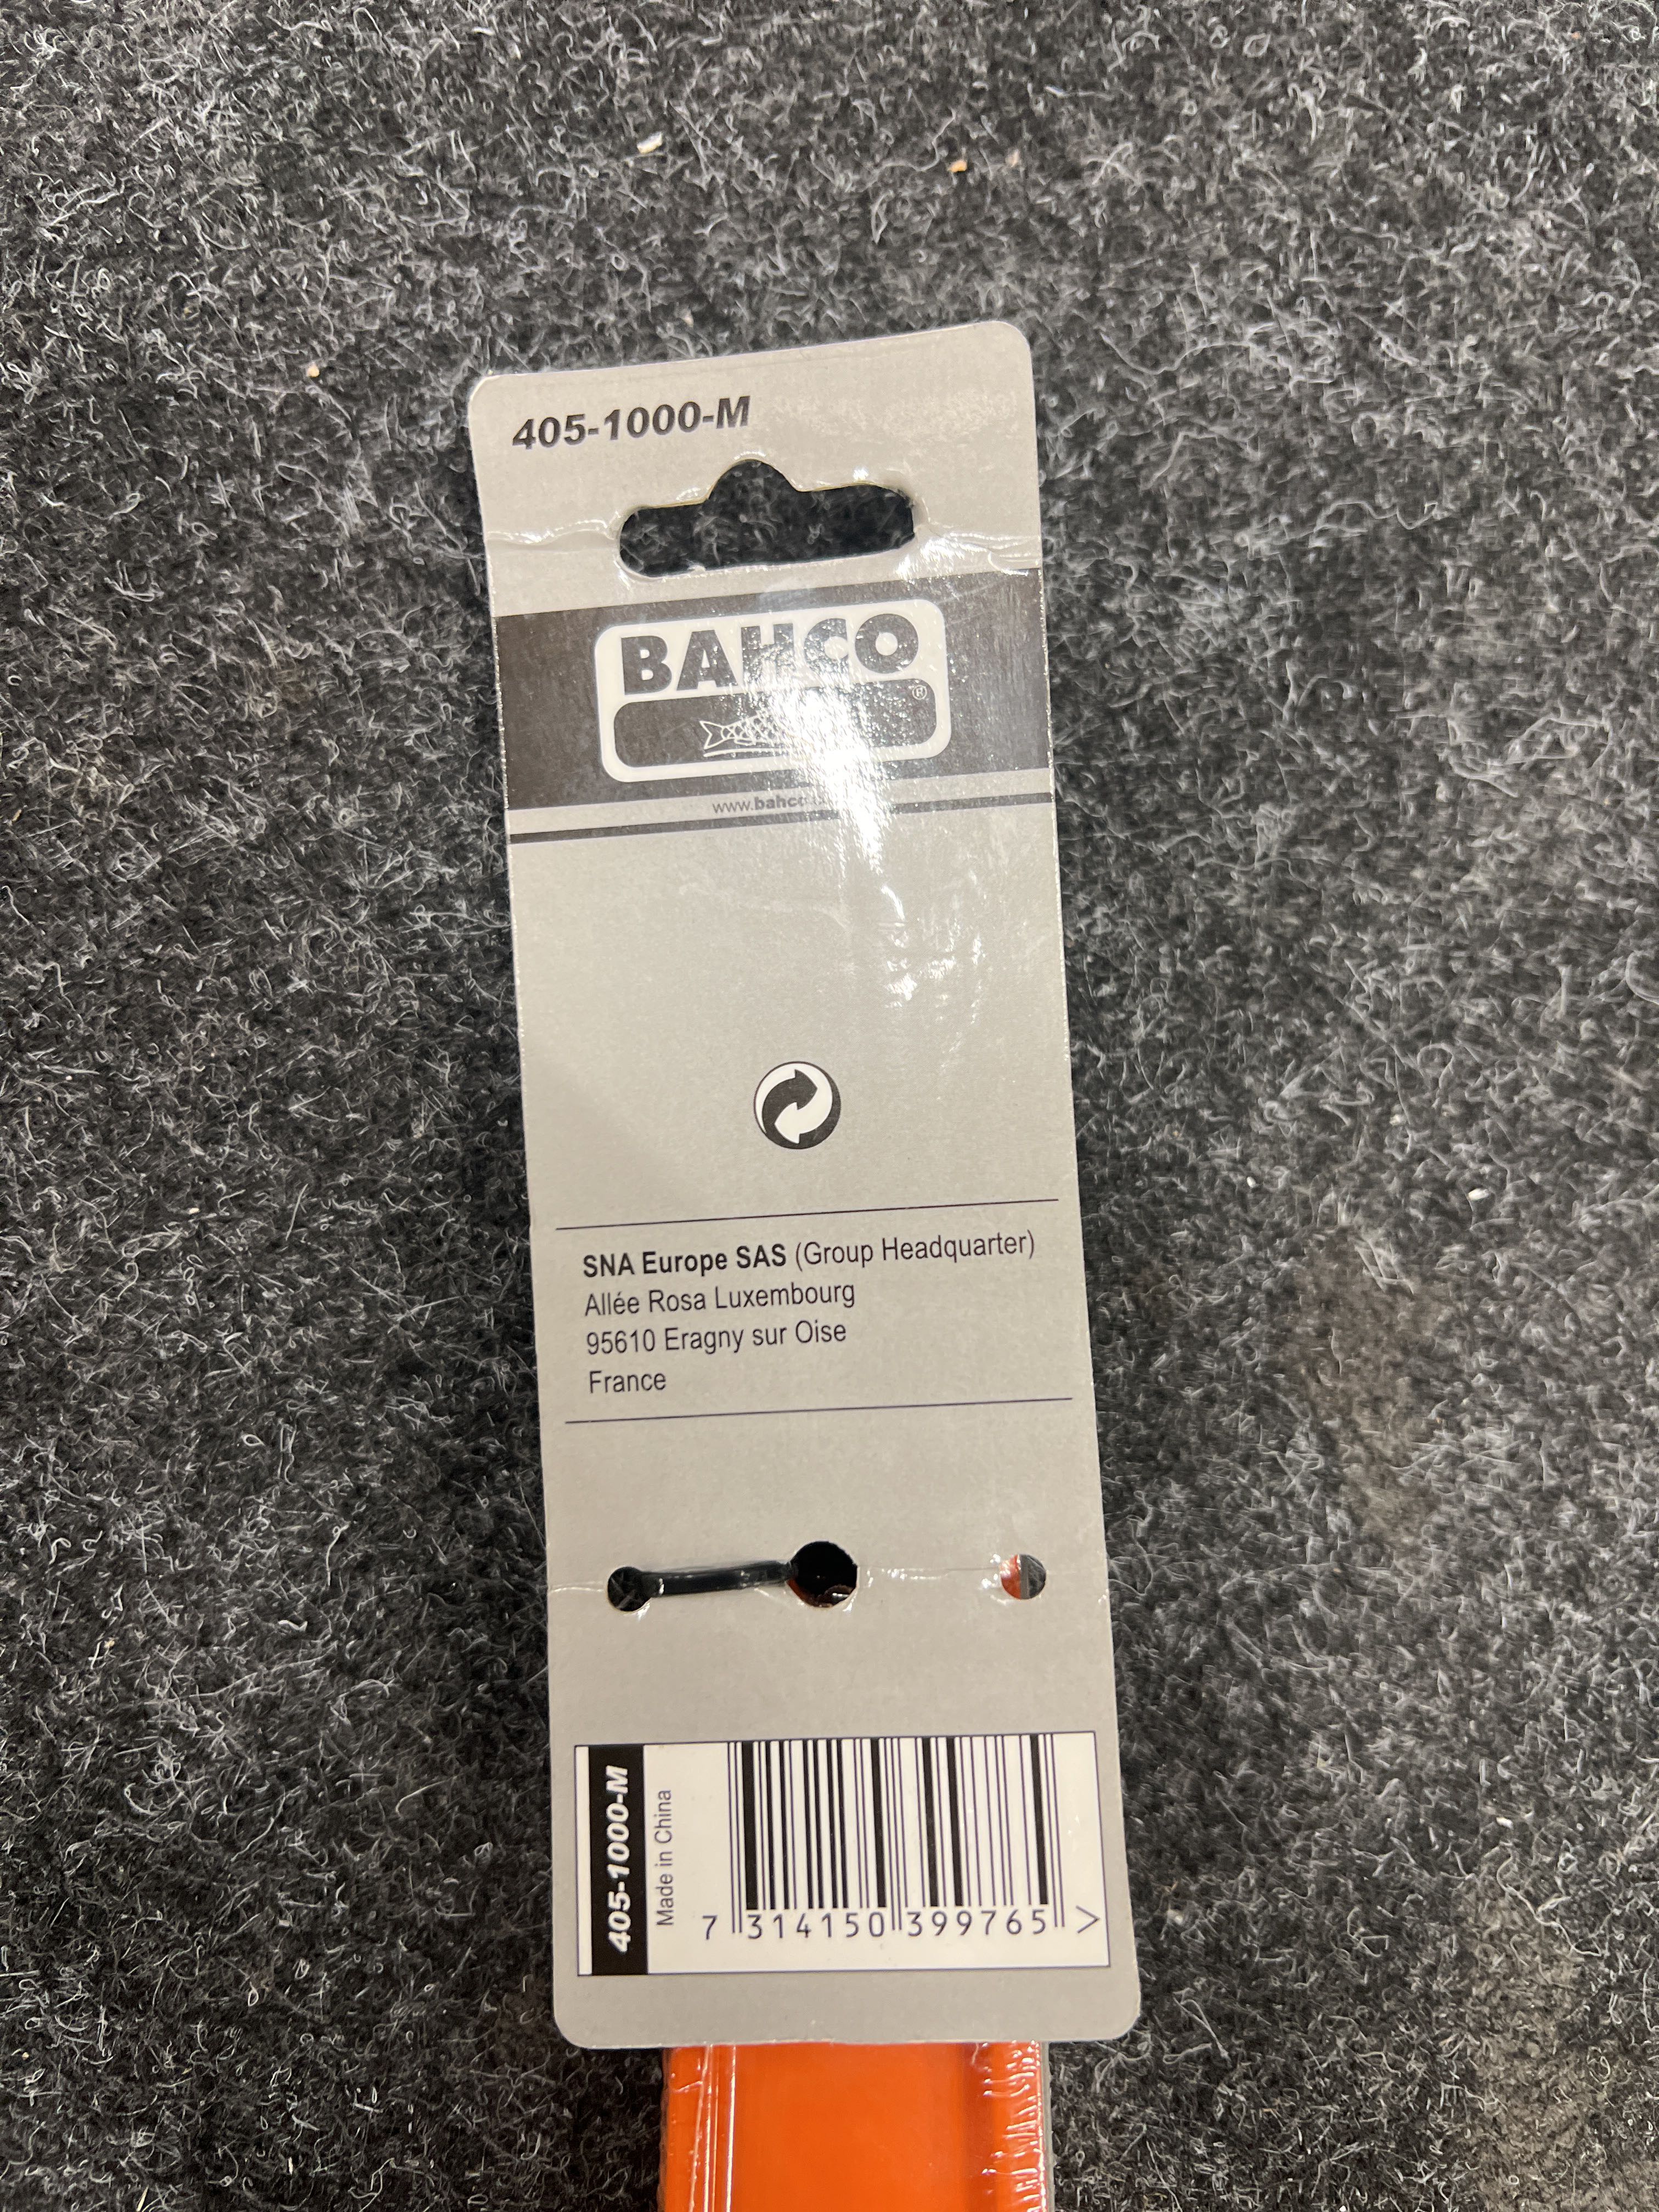 405-1000-M
BAHCO
®
SNA Europe SAS (Group Headquarter)
Allée Rosa Luxembourg
95610 Eragny sur Oise
France
405-1000-M
Made in China
7 314150 399765 >